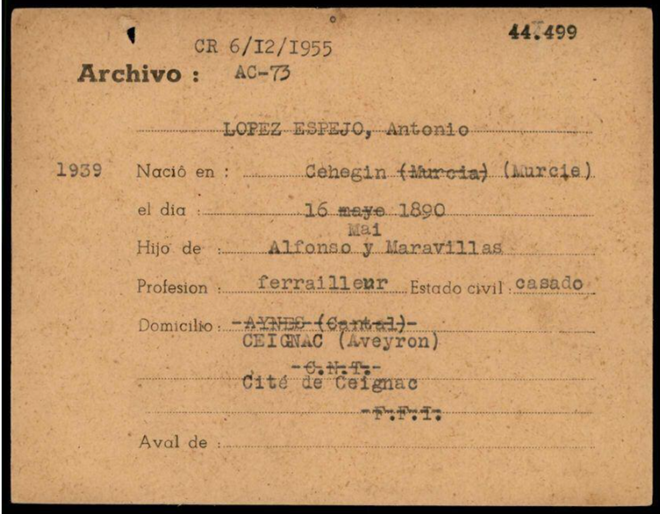 44.499
CR 6/12/1955
Archivo : AC-73
LOPEZ ESPEJO, Antonio
1939 Nació en : Cehegin (Murcia) (Murcie)
el dia : 16 mayo 1890
Mai
Hijo de : Alfonso y Maravillas
Profesion : ferrailleur Estado civil : casado
Domicilio : -AYNES (Cantal)-
CEIGNAC (Aveyron)
-C.N.T.-
Cité de Ceignac
-F.F.I.
Aval de :